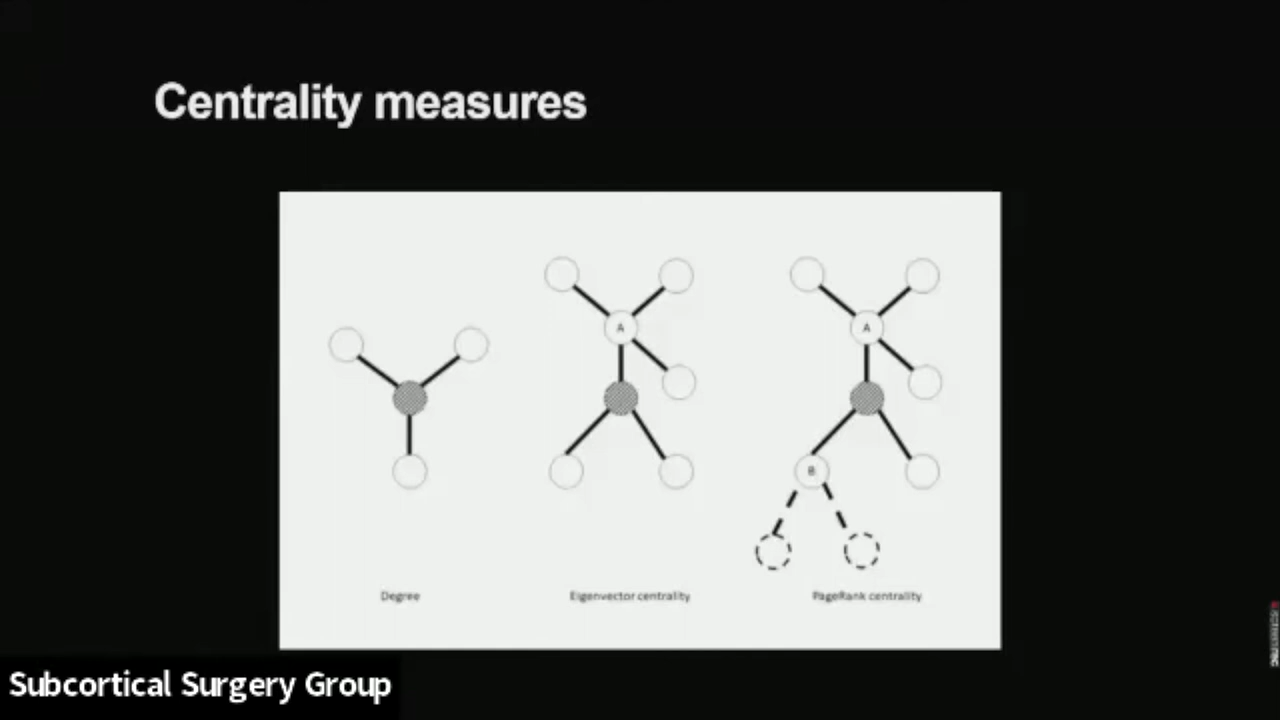 Centrality measures
A
A
B
Degree
Eigenvector centrality
PageRank centrality
Subcortical Surgery Group